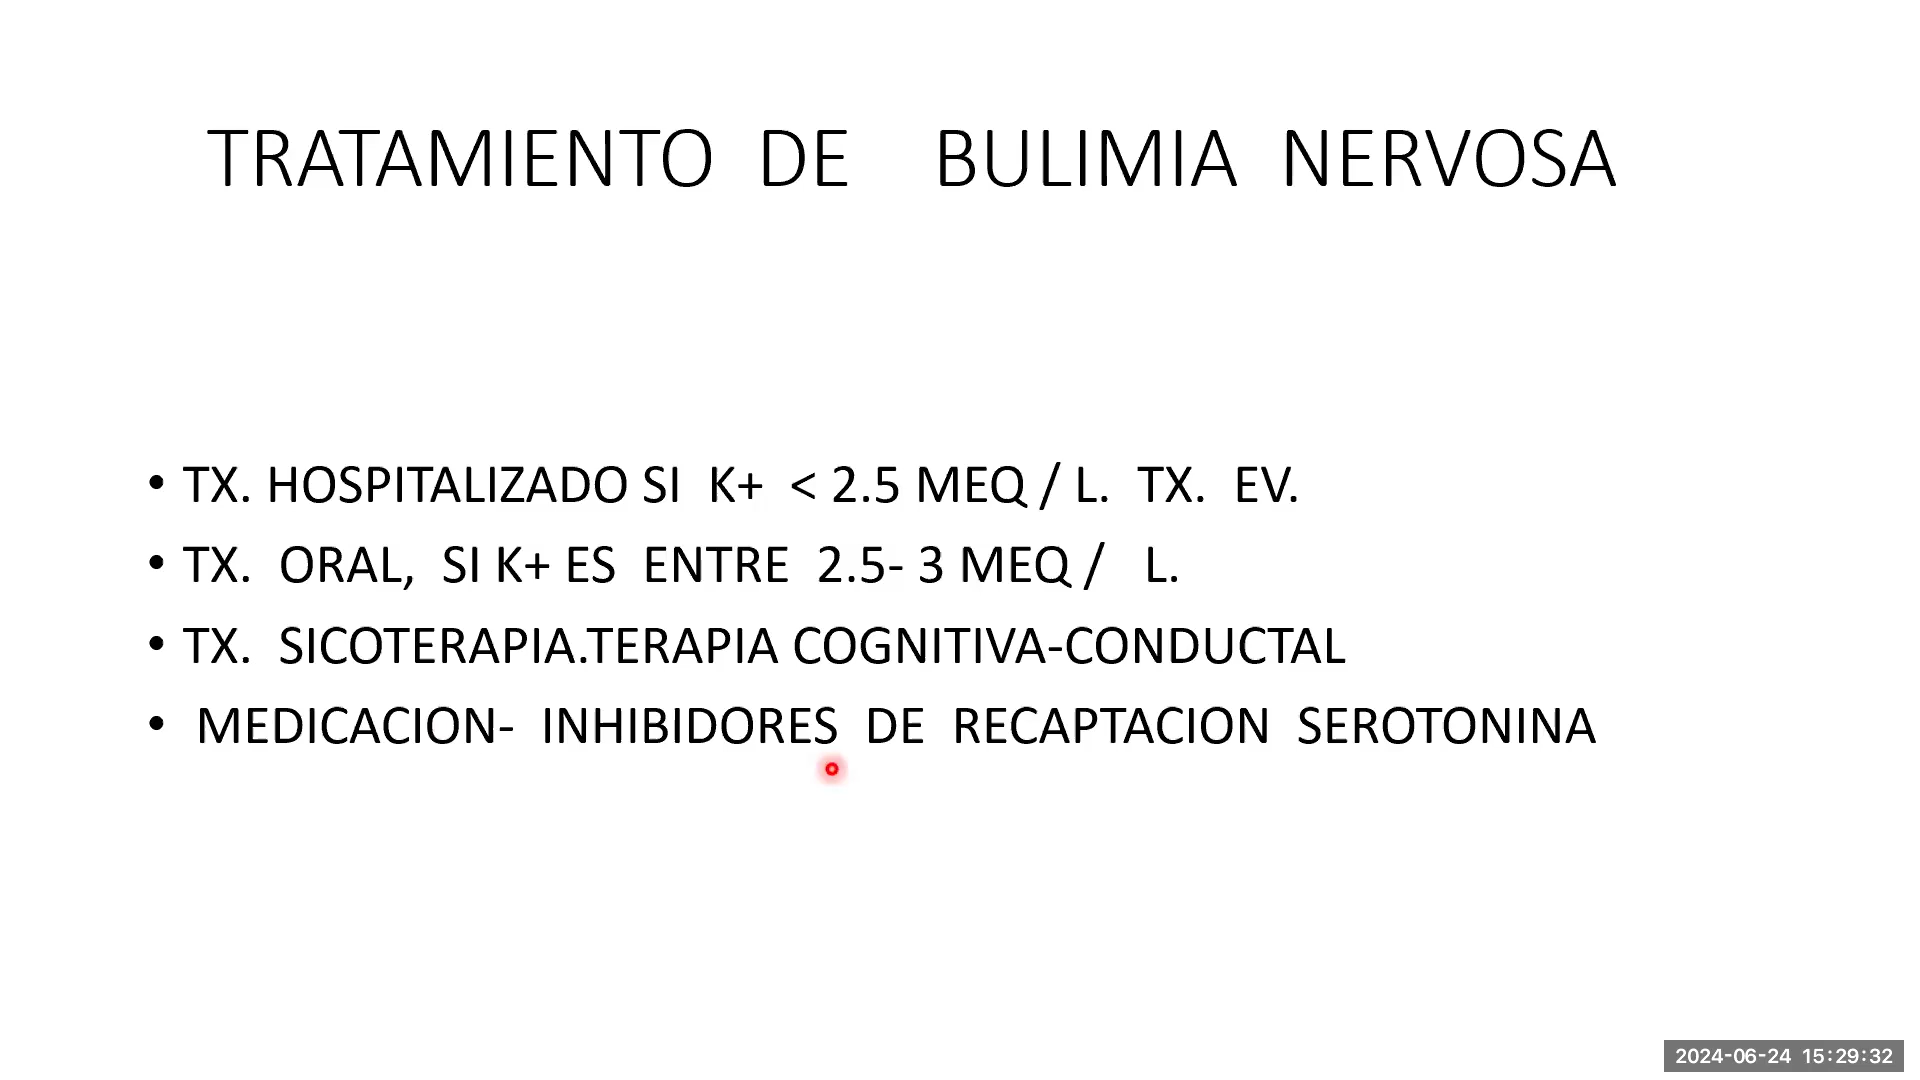 TRATAMIENTO DE BULIMIA NERVOSA
• TX. HOSPITALIZADO SI K+ < 2.5 MEQ / L. TX. EV.
• TX. ORAL, SI K+ ES ENTRE 2.5- 3 MEQ / L.
• TX. SICOTERAPIA.TERAPIA COGNITIVA-CONDUCTAL
• MEDICACION- INHIBIDORES DE RECAPTACION SEROTONINA
2024-06-24 15:29:32